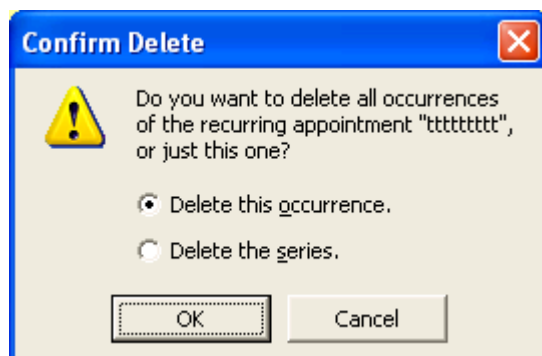 Confirm Delete
Do you want to delete all occurrences
of the recurring appointment "ttttttttt",
or just this one?
Delete this occurrence.
Delete the series.
OK
Cancel